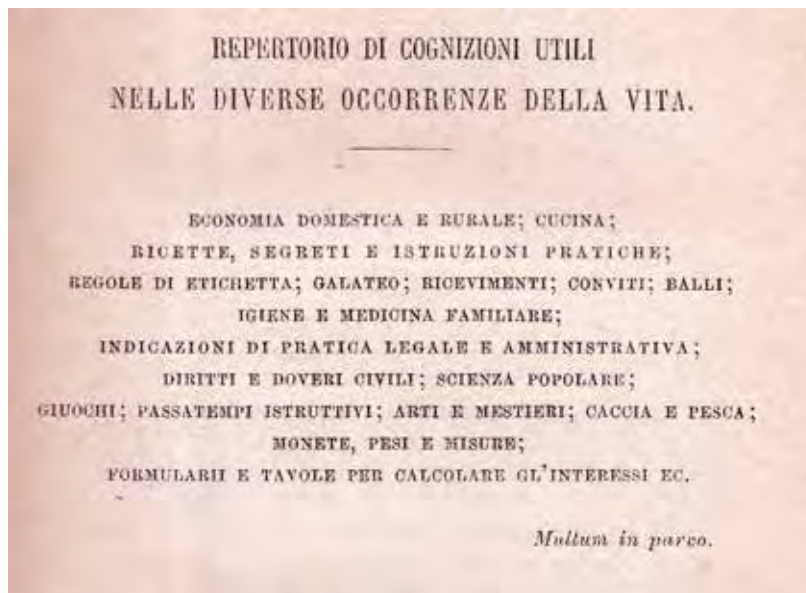 REPERTORIO DI COGNIZIONI UTILI
NELLE DIVERSE OCCORRENZE DELLA VITA.
ECONOMIA DOMESTICA E RURALE; CUCINA;
RICETTE, SEGRETI E ISTRUZIONI PRATICHE;
REGOLE DI ETICHETTA; GALATEO; RICEVIMENTI; CONVITI; BALLI;
IGIENE E MEDICINA FAMILIARE;
INDICAZIONI DI PRATICA LEGALE E AMMINISTRATIVA;
DIRITTI E DOVERI CIVILI; SCIENZA POPOLARE;
GIUOCHI; PASSATEMPI ISTRUTTIVI; ARTI E MESTIERI; CACCIA E PESCA;
MONETE, PESI E MISURE;
FORMULARII E TAVOLE PER CALCOLARE GL'INTERESSI EC.
Multum in parvo.